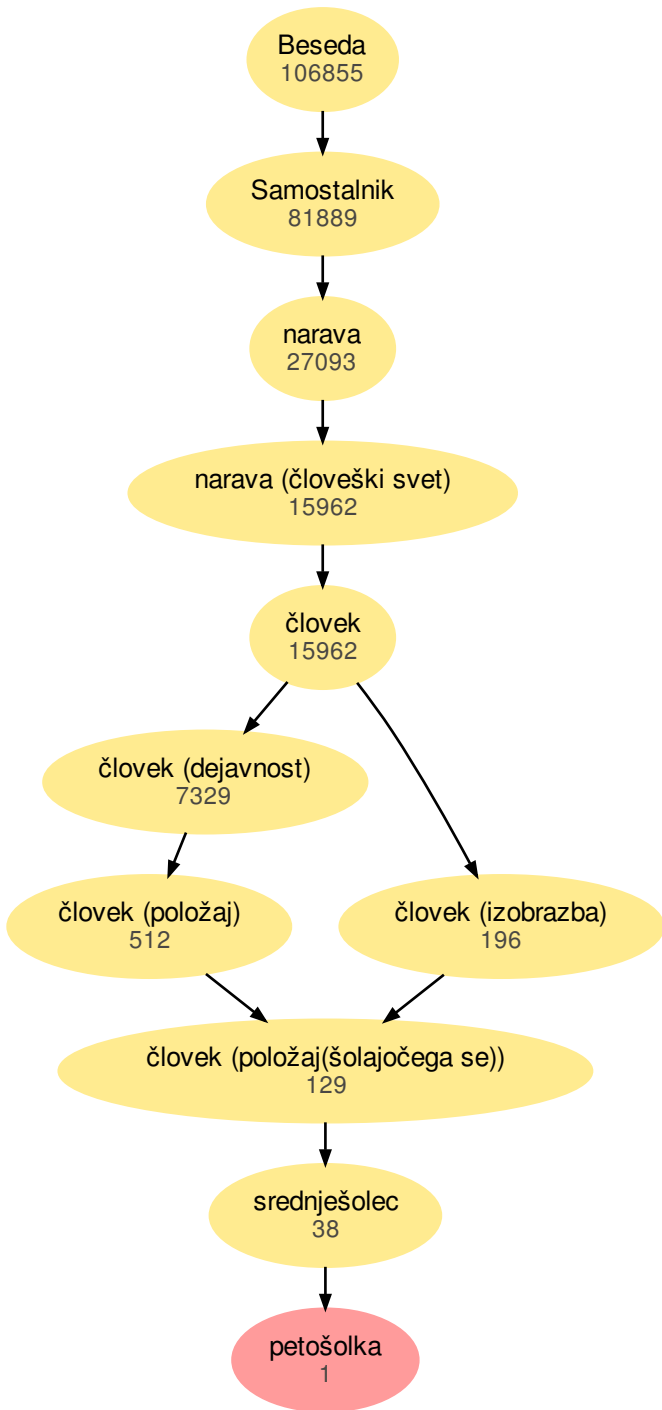 Beseda
106855
Samostalnik
81889
narava
27093
narava (človeški svet)
15962
človek
15962
človek (dejavnost)
7329
človek (položaj)
512
človek (izobrazba)
196
človek (položaj(šolajočega se))
129
srednješolec
38
petošolka
1